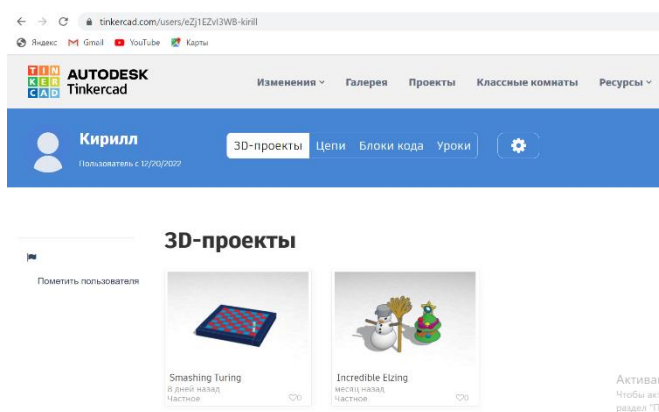 tinkercad.com/users/eZj1EZvl3WB-kirill
Яндекс Gmail YouTube Карты
TIN
KER
CAD
AUTODESK
Tinkercad
Изменения Галерея Проекты Классные комнаты Ресурсы
Кирилл
Пользователь с 12/20/2022
3D-проекты Цепи Блоки кода Уроки
3D-проекты
Пометить пользователя
Smashing Turing
8 дней назад
Частное
0
Incredible Elzing
месяц назад
Частное
0
Актива
Чтобы ак
раздел "П